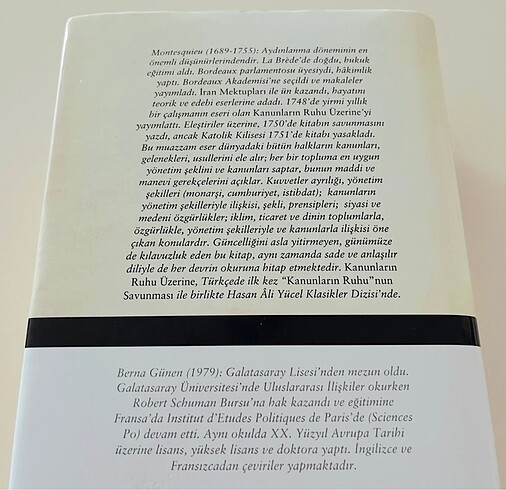 Montesquieu (1689-1755): Aydınlanma döneminin en
önemli düşünürlerindendir. La Brède'de doğdu, hukuk
eğitimi aldı. Bordeaux parlamentosu üyesiydi, hâkimlik
yaptı. Bordeaux Akademisi'ne seçildi ve makaleler
yayımladı. İran Mektupları ile ün kazandı, hayatını
teorik ve edebi eserlerine adadı. 1748'de yirmi yıllık
bir çalışmanın eseri olan Kanunların Ruhu Üzerine'yi
yayımlattı. Eleştiriler üzerine, 1750'de kitabın savunmasını
yazdı, ancak Katolik Kilisesi 1751'de kitabı yasakladı.
Bu muazzam eser dünyadaki bütün halkların kanunları,
gelenekleri, usullerini ele alır; her bir topluma en uygun
yönetim şeklini ve kanunları saptar, bunun maddi ve
manevi gerekçelerini açıklar. Kuvvetler ayrılığı, yönetim
şekilleri (monarşi, cumhuriyet, istibdat); kanunların
yönetim şekilleriyle ilişkisi, şekli, prensipleri; siyasi ve
medeni özgürlükler; iklim, ticaret ve dinin toplumlarla,
özgürlükle, yönetim şekilleriyle ve kanunlarla ilişkisi öne
çıkan konulardır. Güncelliğini asla yitirmeyen, günümüze
de kılavuzluk eden bu kitap, aynı zamanda sade ve anlaşılır
diliyle de her devrin okuruna hitap etmektedir. Kanunların
Ruhu Üzerine, Türkçede ilk kez "Kanunların Ruhu"nun
Savunması ile birlikte Hasan Âli Yücel Klasikler Dizisi'nde.
Berna Günen (1979): Galatasaray Lisesi'nden mezun oldu.
Galatasaray Üniversitesi'nde Uluslararası İlişkiler okurken
Robert Schuman Bursu'na hak kazandı ve eğitimine
Fransa'da Institut d'Etudes Politiques de Paris'de (Sciences
Po) devam etti. Aynı okulda XX. Yüzyıl Avrupa Tarihi
üzerine lisans, yüksek lisans ve doktora yaptı. İngilizce ve
Fransızcadan çeviriler yapmaktadır.